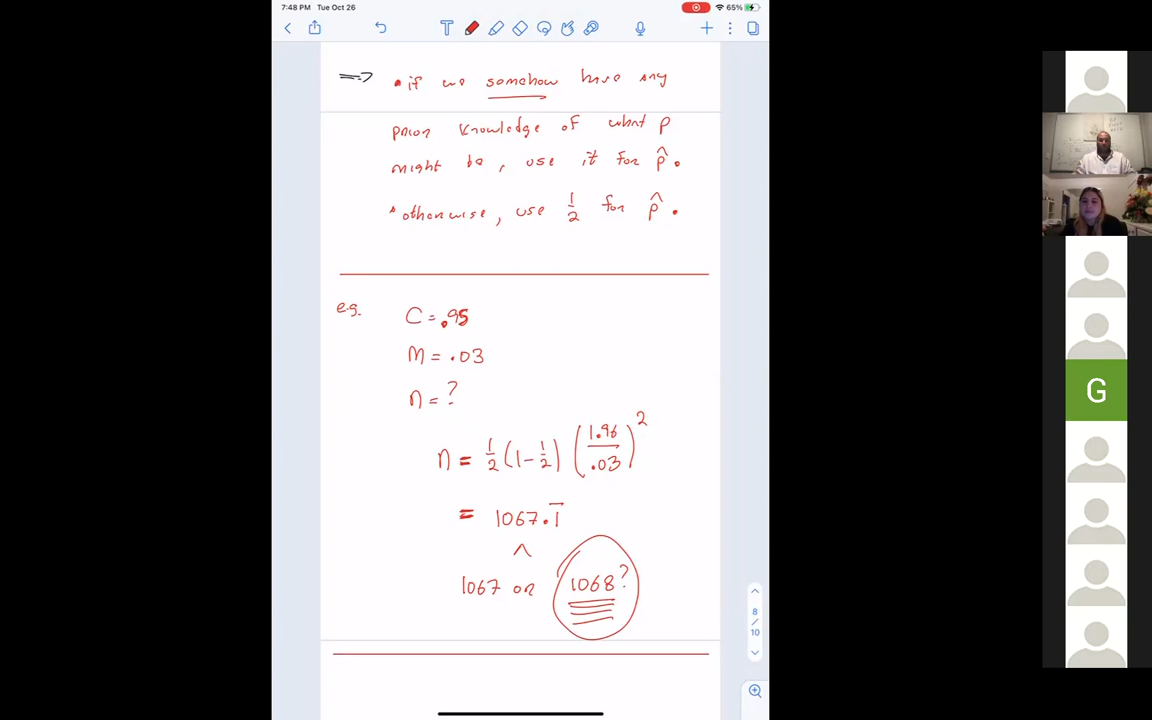 7:48 PM Tue Oct 26
65%
⇒ • if we somehow have any
prior knowledge of what p
might be, use it for p̂.
• otherwise, use 1/2 for p̂.
e.g. C = .95
M = .03
n = ?
n = 1/2 (1 - 1/2) (1.96/.03)^2
= 1067.1̅
^
1067 or 1068?
8
/
10
G